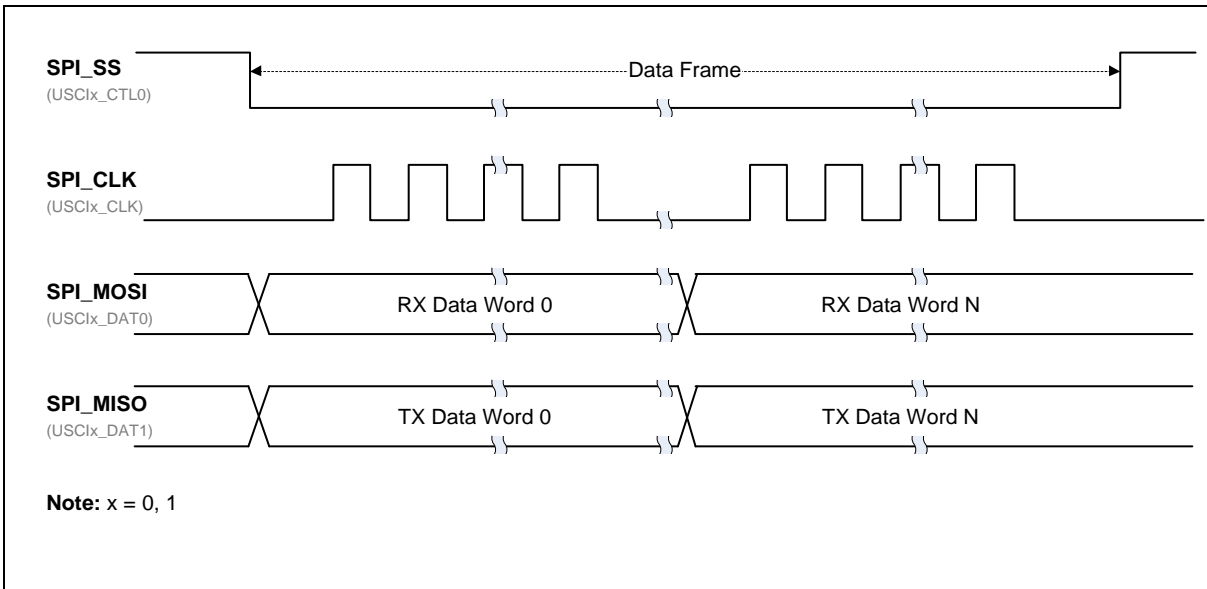 SPI_SS
(USCIx_CTL0)
Data Frame
SPI_CLK
(USCIx_CLK)
SPI_MOSI
(USCIx_DAT0)
RX Data Word 0
RX Data Word N
SPI_MISO
(USCIx_DAT1)
TX Data Word 0
TX Data Word N
Note: x = 0, 1